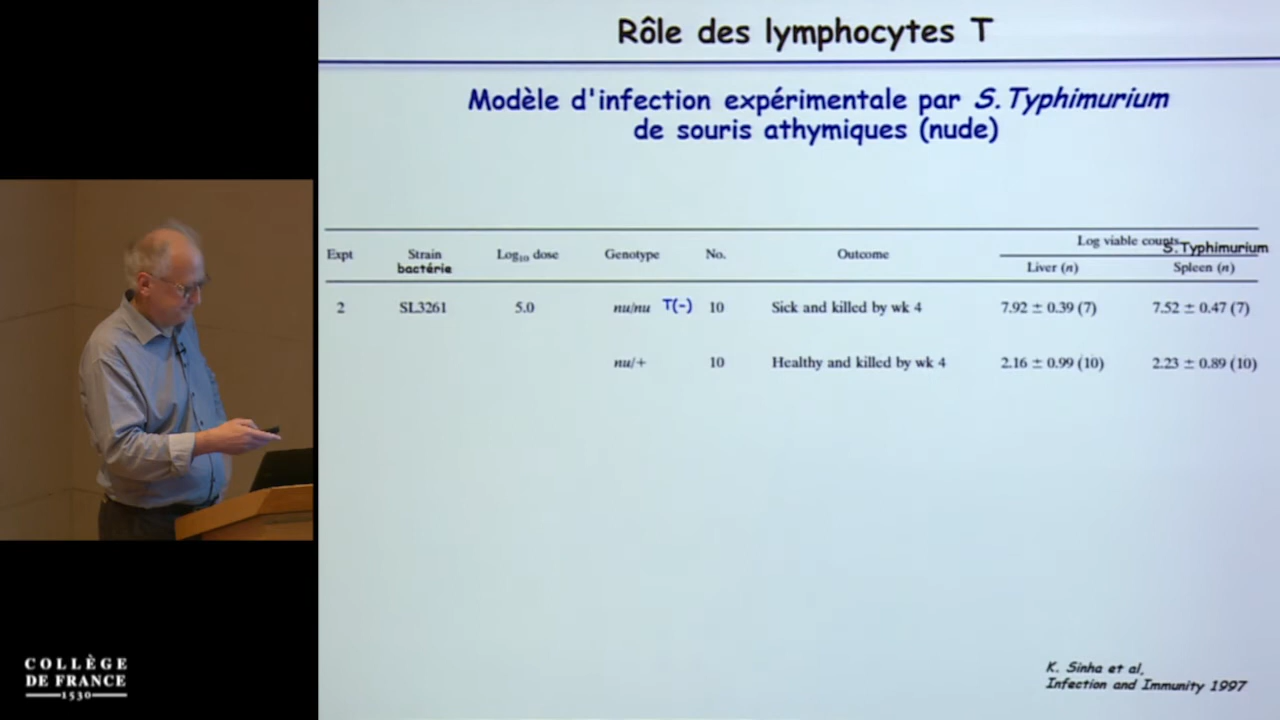 Rôle des lymphocytes T
Modèle d'infection expérimentale par S. Typhimurium
de souris athymiques (nude)
Expt Strain bactérie Log₁₀ dose Genotype No. Outcome Log viable counts S. Typhimurium
Liver (n) Spleen (n)
2 SL3261 5.0 nu/nu T(-) 10 Sick and killed by wk 4 7.92 ± 0.39 (7) 7.52 ± 0.47 (7)
nu/+ 10 Healthy and killed by wk 4 2.16 ± 0.99 (10) 2.23 ± 0.89 (10)
K. Sinha et al,
Infection and Immunity 1997
COLLÈGE
DE FRANCE
1530